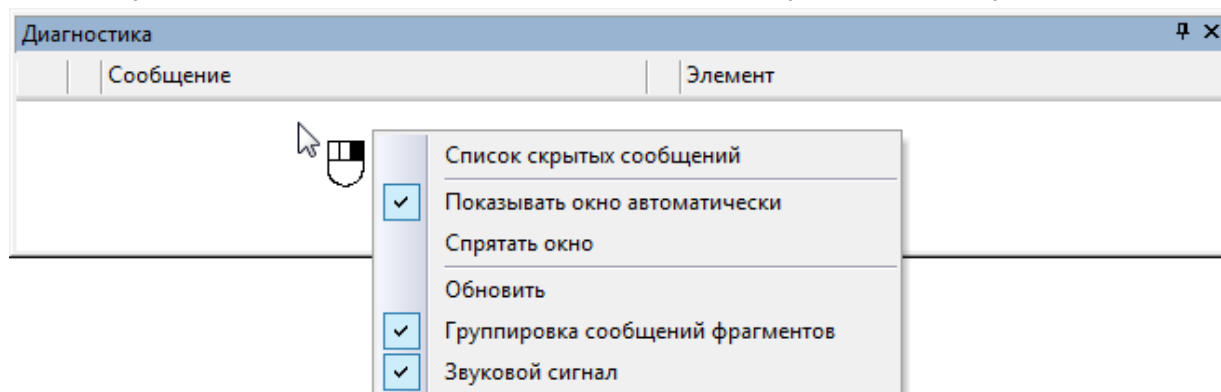 Диагностика
Сообщение Элемент
Список скрытых сообщений
Показывать окно автоматически
Спрятать окно
Обновить
Группировка сообщений фрагментов
Звуковой сигнал